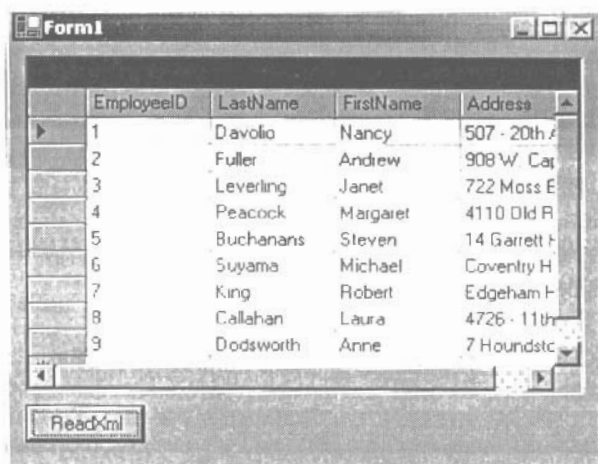 Form1
EmployeeID LastName FirstName Address
1 Davolio Nancy 507 - 20th A
2 Fuller Andrew 908 W. Cap
3 Leverling Janet 722 Moss B
4 Peacock Margaret 4110 Old R
5 Buchanans Steven 14 Garrett H
6 Suyama Michael Coventry H
7 King Robert Edgeham H
8 Callahan Laura 4726 - 11th
9 Dodsworth Anne 7 Houndstc
ReadXml